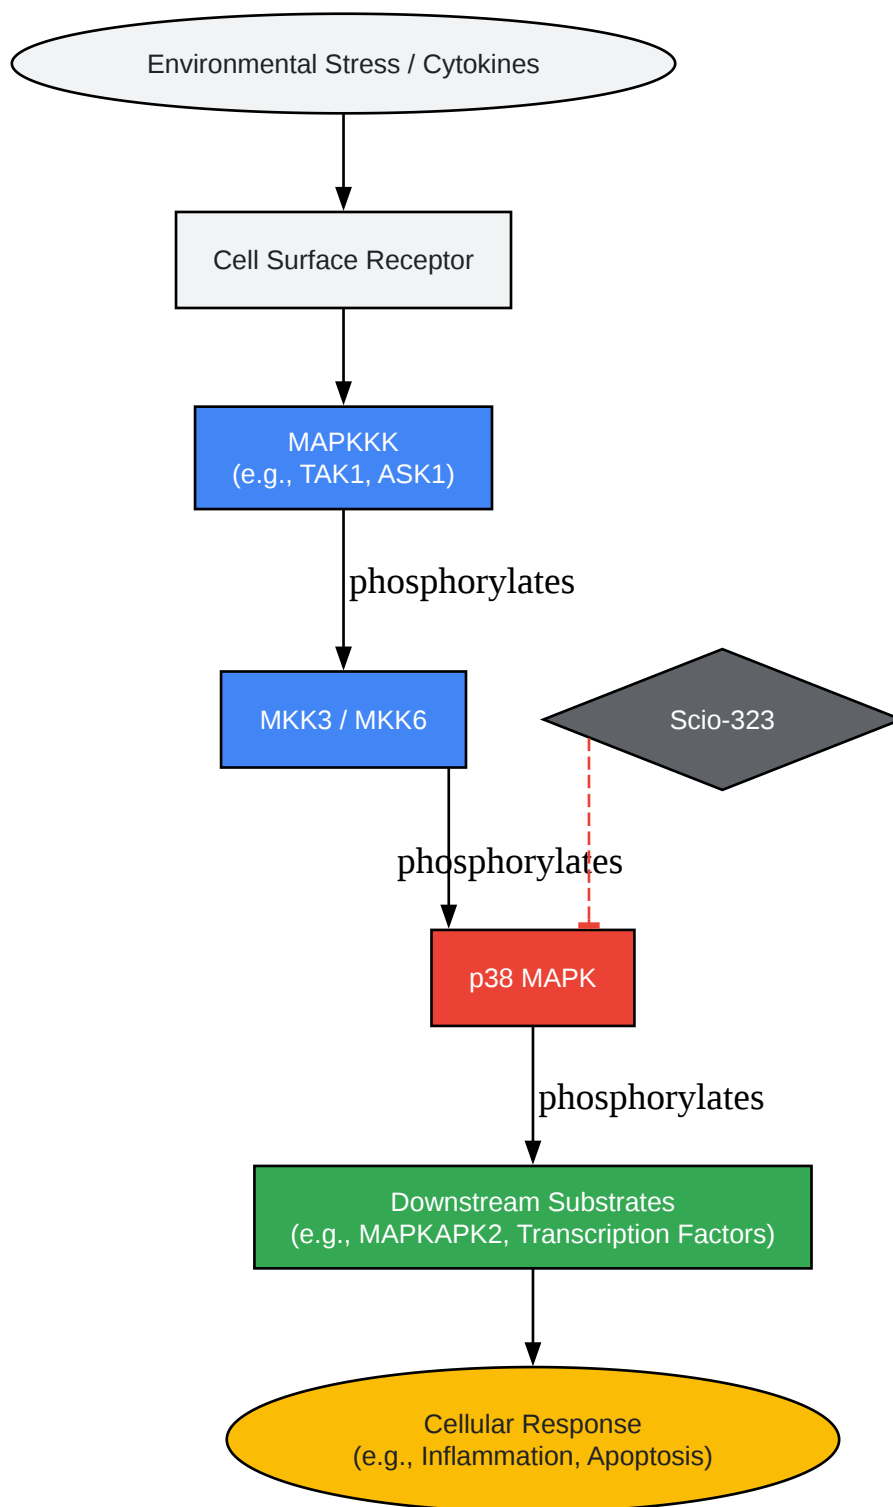 Environmental Stress / Cytokines
Cell Surface Receptor
MAPKKK
(e.g., TAK1, ASK1)
phosphorylates
MKK3 / MKK6
Scio-323
phosphorylates
p38 MAPK
phosphorylates
Downstream Substrates
(e.g., MAPKAPK2, Transcription Factors)
Cellular Response
(e.g., Inflammation, Apoptosis)